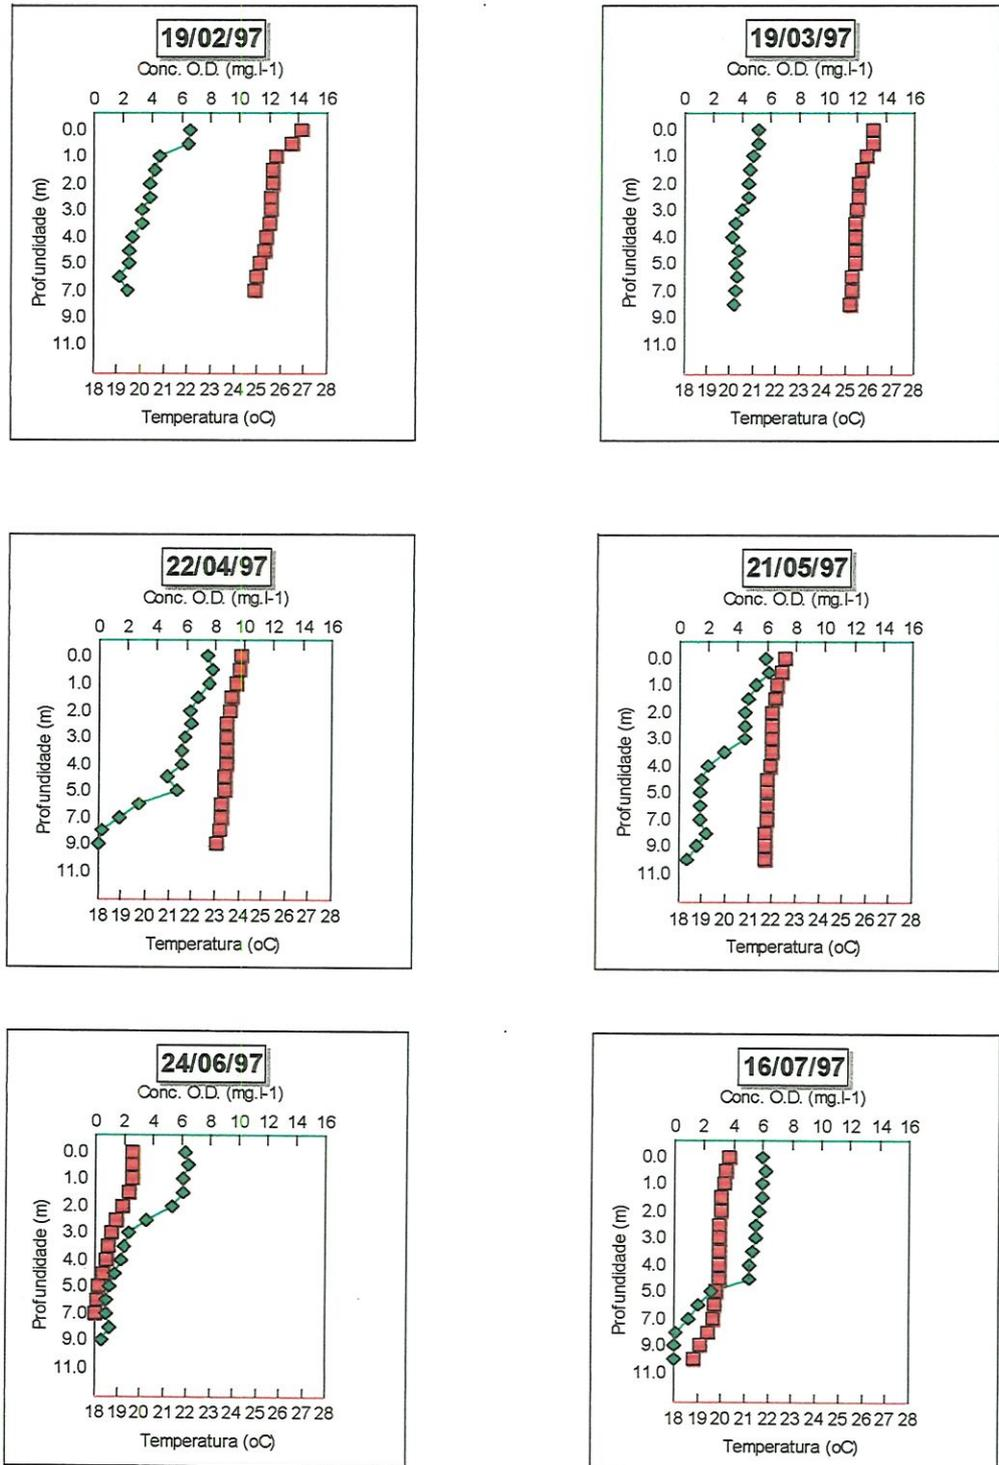 19/02/97
Conc. O.D. (mg.l-1)
0 2 4 6 8 10 12 14 16
0.0
1.0
2.0
3.0
4.0
5.0
7.0
9.0
11.0
Profundidade (m)
18 19 20 21 22 23 24 25 26 27 28
Temperatura (oC)
19/03/97
Conc. O.D. (mg.l-1)
0 2 4 6 8 10 12 14 16
0.0
1.0
2.0
3.0
4.0
5.0
7.0
9.0
11.0
Profundidade (m)
18 19 20 21 22 23 24 25 26 27 28
Temperatura (oC)
22/04/97
Conc. O.D. (mg.l-1)
0 2 4 6 8 10 12 14 16
0.0
1.0
2.0
3.0
4.0
5.0
7.0
9.0
11.0
Profundidade (m)
18 19 20 21 22 23 24 25 26 27 28
Temperatura (oC)
21/05/97
Conc. O.D. (mg.l-1)
0 2 4 6 8 10 12 14 16
0.0
1.0
2.0
3.0
4.0
5.0
7.0
9.0
11.0
Profundidade (m)
18 19 20 21 22 23 24 25 26 27 28
Temperatura (oC)
24/06/97
Conc. O.D. (mg.l-1)
0 2 4 6 8 10 12 14 16
0.0
1.0
2.0
3.0
4.0
5.0
7.0
9.0
11.0
Profundidade (m)
18 19 20 21 22 23 24 25 26 27 28
Temperatura (oC)
16/07/97
Conc. O.D. (mg.l-1)
0 2 4 6 8 10 12 14 16
0.0
1.0
2.0
3.0
4.0
5.0
7.0
9.0
11.0
Profundidade (m)
18 19 20 21 22 23 24 25 26 27 28
Temperatura (oC)